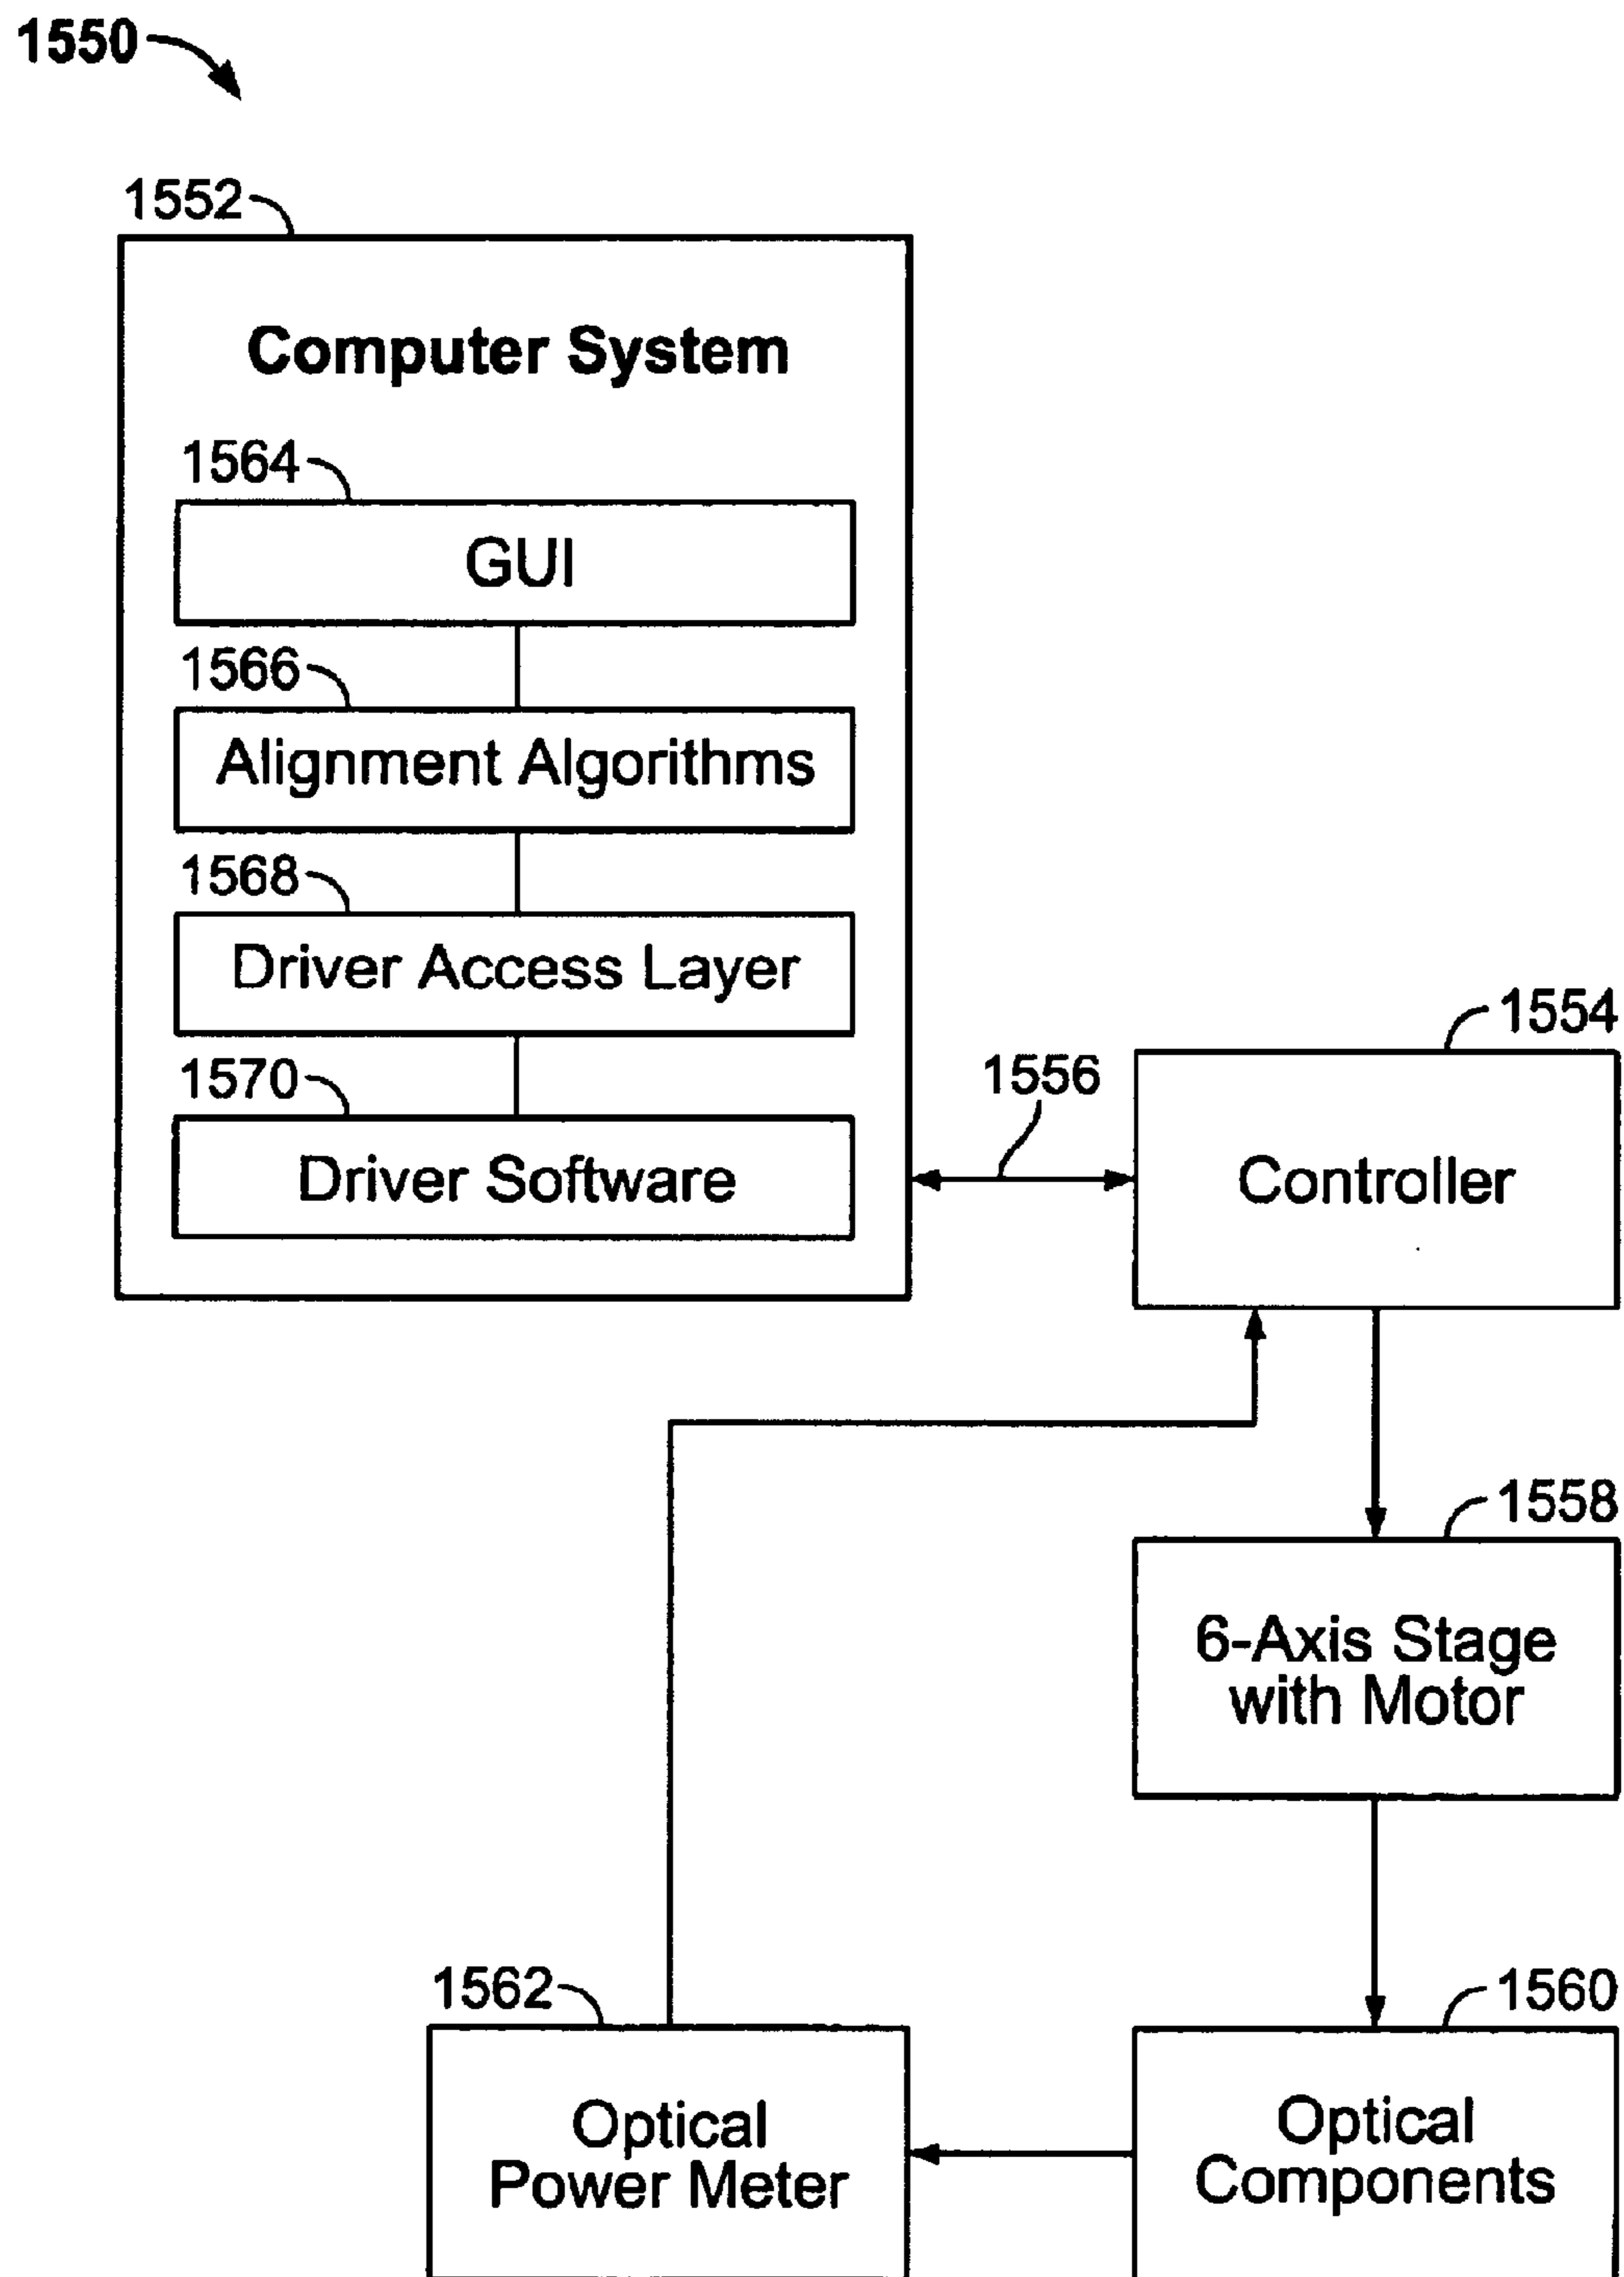 1550
1552
Computer System
1564
GUI
1566
Alignment Algorithms
1568
Driver Access Layer
1570
Driver Software
1556
1554
Controller
1558
6-Axis Stage
with Motor
1562
Optical
Power Meter
1560
Optical
Components